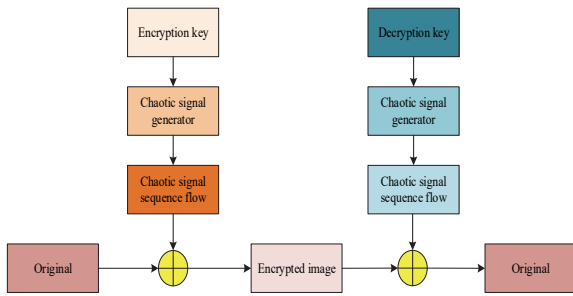 Encryption key
Decryption key
Chaotic signal
generator
Chaotic signal
generator
Chaotic signal
sequence flow
Chaotic signal
sequence flow
Original
Encrypted image
Original